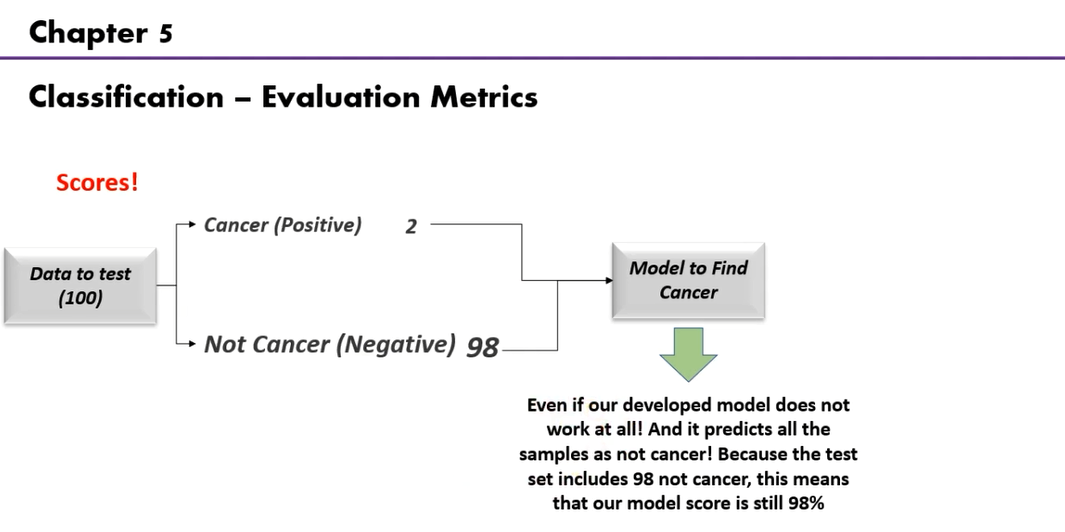 Chapter 5
Classification – Evaluation Metrics
Scores!
Cancer (Positive) 2
Data to test
(100)
Not Cancer (Negative) 98
Model to Find
Cancer
Even if our developed model does not
work at all! And it predicts all the
samples as not cancer! Because the test
set includes 98 not cancer, this means
that our model score is still 98%